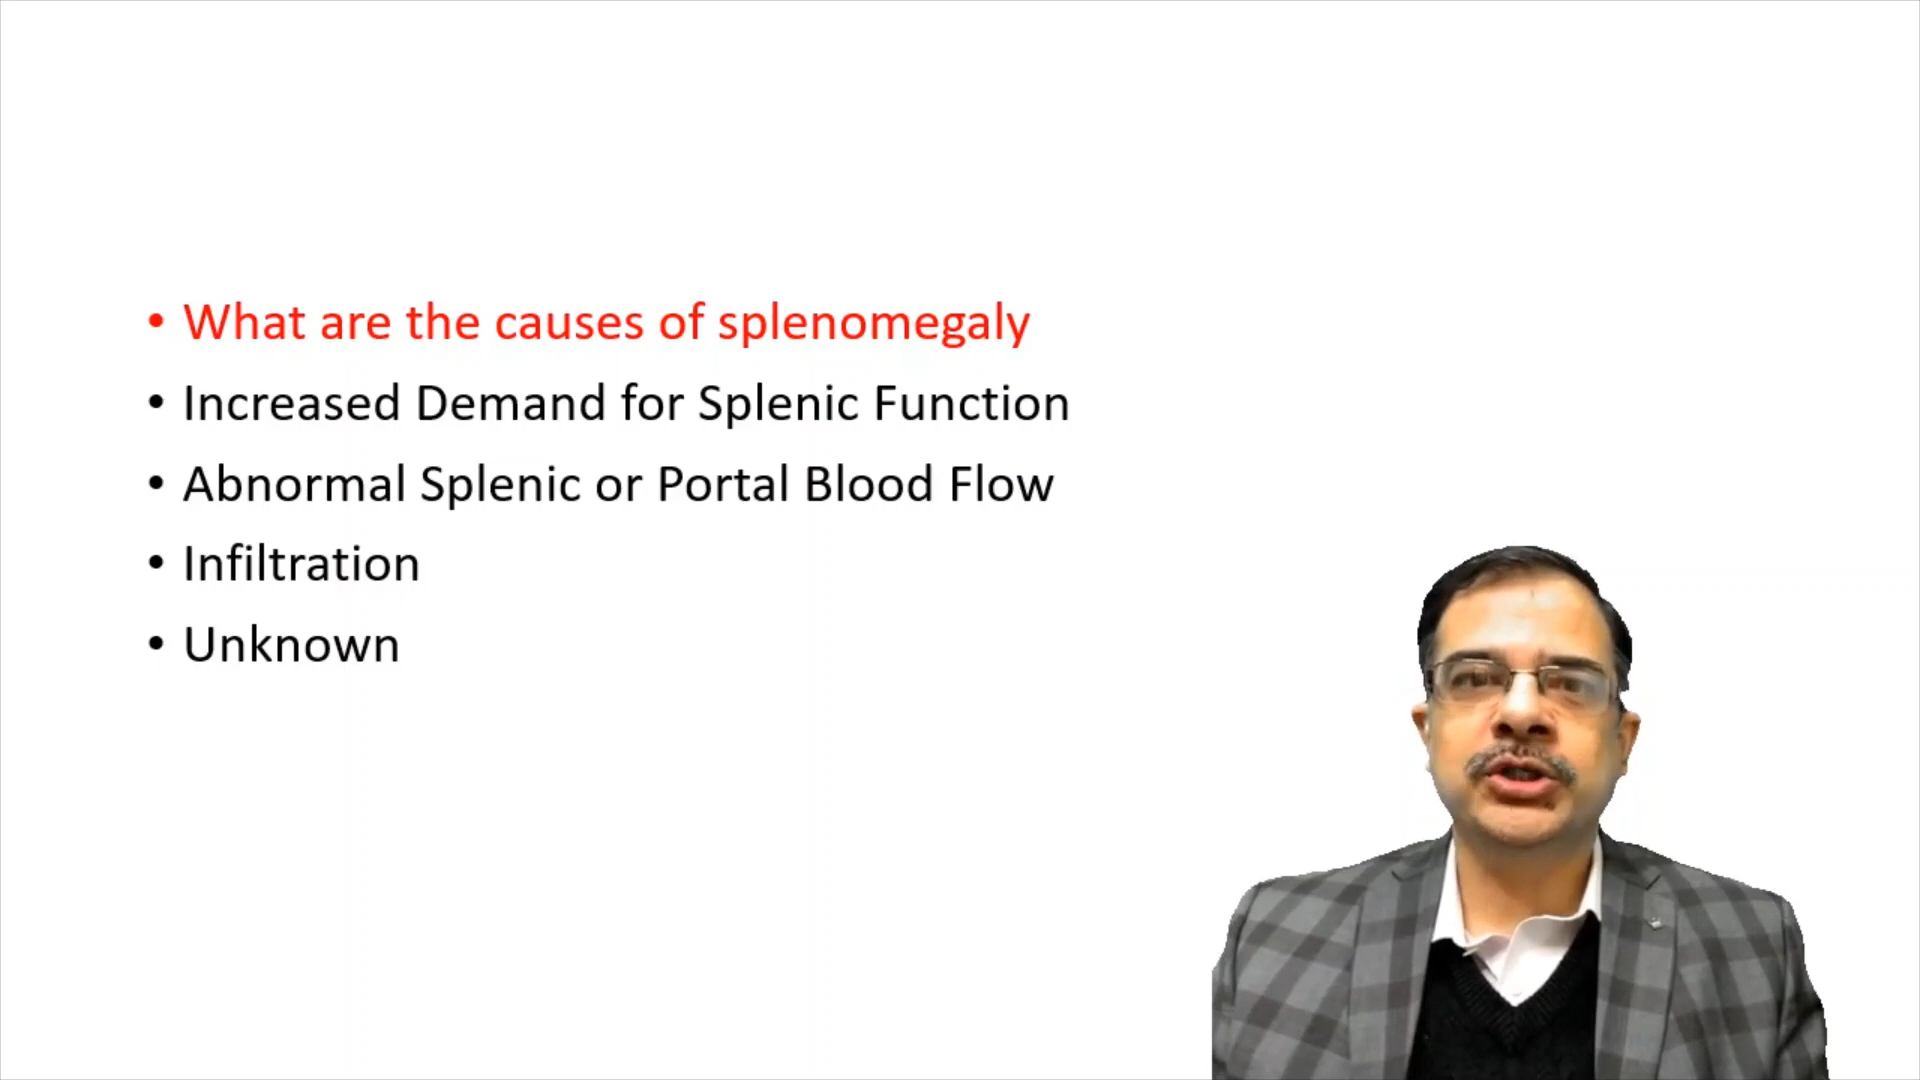 • What are the causes of splenomegaly
• Increased Demand for Splenic Function
• Abnormal Splenic or Portal Blood Flow
• Infiltration
• Unknown